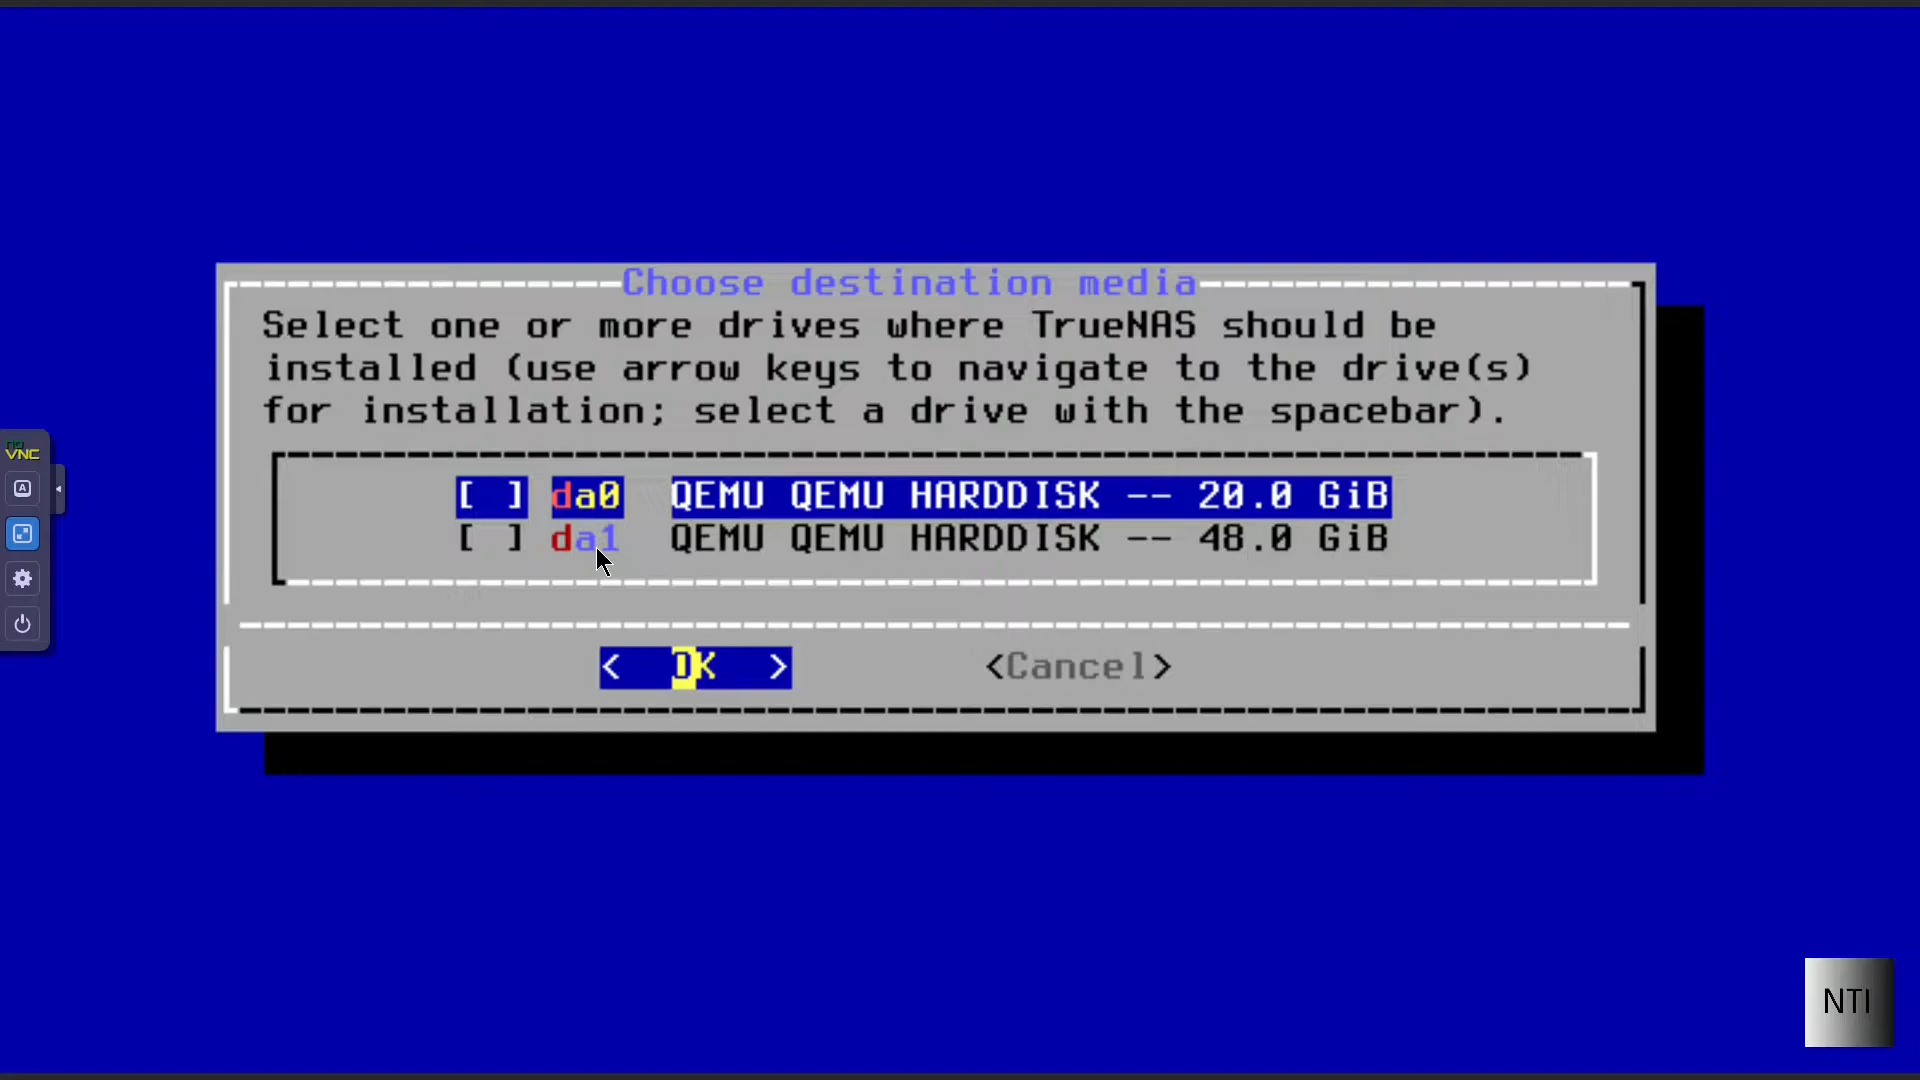 Choose destination media
Select one or more drives where TrueNAS should be
installed (use arrow keys to navigate to the drive(s)
for installation; select a drive with the spacebar).
[ ] da0 QEMU QEMU HARDDISK -- 20.0 GiB
[ ] da1 QEMU QEMU HARDDISK -- 48.0 GiB
< OK > <Cancel>
no
VNC
A
NTI